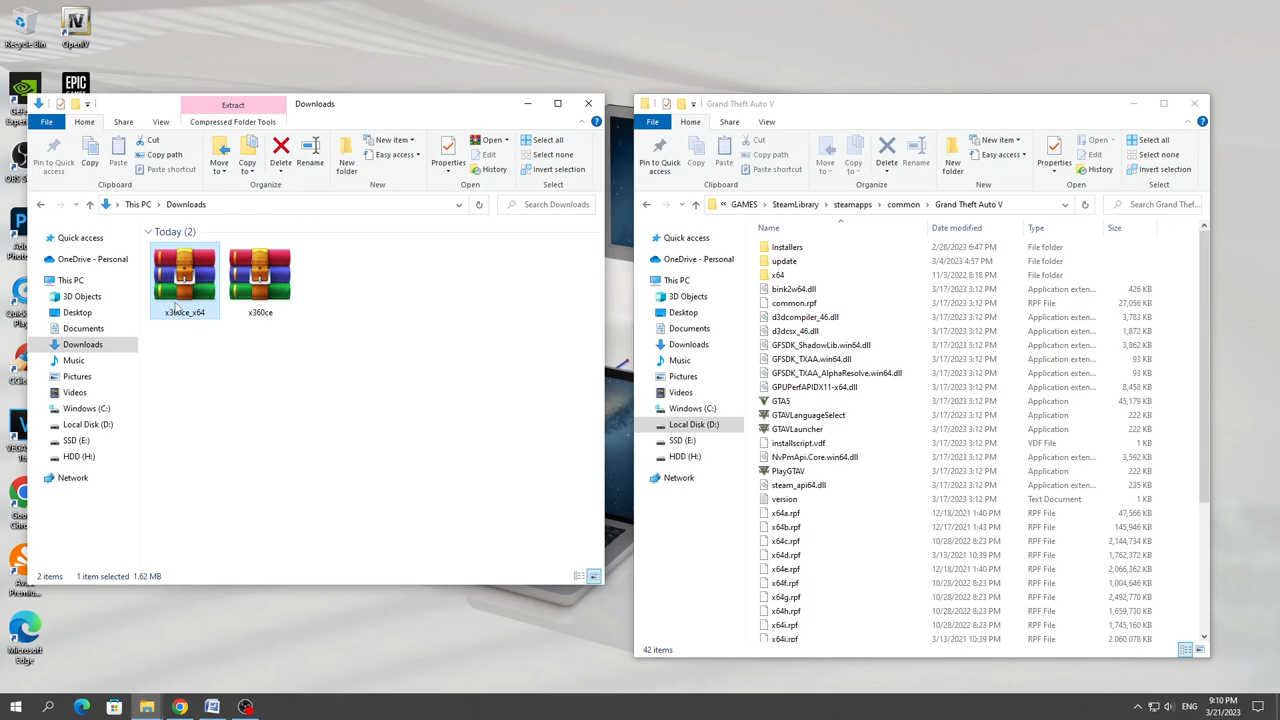 Recycle Bin
OpenIV
EPIC
GAMES
Extract
Downloads
File
Home
Share
View
Compressed Folder Tools
Pin to Quick access
Copy
Paste
Cut
Copy path
Paste shortcut
Clipboard
Move to
Copy to
Delete
Rename
Organize
New folder
New item
Easy access
New
Properties
Open
Edit
History
Open
Select all
Select none
Invert selection
Select
This PC
Downloads
Search Downloads
Quick access
OneDrive - Personal
This PC
3D Objects
Desktop
Documents
Downloads
Music
Pictures
Videos
Windows (C:)
Local Disk (D:)
SSD (E:)
HDD (H:)
Network
Today (2)
x360ce_x64
x360ce
2 items
1 item selected 1.62 MB
Grand Theft Auto V
File
Home
Share
View
Pin to Quick access
Copy
Paste
Cut
Copy path
Paste shortcut
Clipboard
Move to
Copy to
Delete
Rename
Organize
New folder
New item
Easy access
New
Properties
Open
Edit
History
Open
Select all
Select none
Invert selection
Select
« GAMES
SteamLibrary
steamapps
common
Grand Theft Auto V
Search Grand Theft...
Quick access
OneDrive - Personal
This PC
3D Objects
Desktop
Documents
Downloads
Music
Pictures
Videos
Windows (C:)
Local Disk (D:)
SSD (E:)
HDD (H:)
Network
Name Date modified Type Size
Installers 2/28/2023 6:47 PM File folder
update 3/4/2023 4:57 PM File folder
x64 11/3/2022 8:18 PM File folder
bink2w64.dll 3/17/2023 3:12 PM Application exten... 426 KB
common.rpf 3/17/2023 3:12 PM RPF File 27,056 KB
d3dcompiler_46.dll 3/17/2023 3:12 PM Application exten... 3,783 KB
d3dcsx_46.dll 3/17/2023 3:12 PM Application exten... 1,872 KB
GFSDK_ShadowLib.win64.dll 3/17/2023 3:12 PM Application exten... 3,862 KB
GFSDK_TXAA.win64.dll 3/17/2023 3:12 PM Application exten... 93 KB
GFSDK_TXAA_AlphaResolve.win64.dll 3/17/2023 3:12 PM Application exten... 93 KB
GPUPerfAPIDX11-x64.dll 3/17/2023 3:12 PM Application exten... 8,458 KB
GTA5 3/17/2023 3:12 PM Application 45,179 KB
GTAVLanguageSelect 3/17/2023 3:12 PM Application 222 KB
GTAVLauncher 3/17/2023 3:12 PM Application 222 KB
installscript.vdf 3/17/2023 3:12 PM VDF File 1 KB
NvPmApi.Core.win64.dll 3/17/2023 3:12 PM Application exten... 3,592 KB
PlayGTAV 3/17/2023 3:12 PM Application 222 KB
steam_api64.dll 3/17/2023 3:12 PM Application exten... 235 KB
version 3/17/2023 3:12 PM Text Document 1 KB
x64a.rpf 12/18/2021 1:40 PM RPF File 47,566 KB
x64b.rpf 12/17/2021 1:40 PM RPF File 145,946 KB
x64c.rpf 10/28/2022 8:23 PM RPF File 2,144,734 KB
x64d.rpf 3/13/2021 10:39 PM RPF File 1,762,372 KB
x64e.rpf 12/18/2021 1:40 PM RPF File 2,066,362 KB
x64f.rpf 10/28/2022 8:23 PM RPF File 1,004,646 KB
x64g.rpf 10/28/2022 8:23 PM RPF File 2,492,770 KB
x64h.rpf 10/28/2022 8:23 PM RPF File 1,659,730 KB
x64i.rpf 10/28/2022 8:23 PM RPF File 1,745,160 KB
3/13/2021 10:39 PM RPF File 2,060,078 KB
42 items
Microsoft Edge
ENG
9:10 PM
3/21/2023